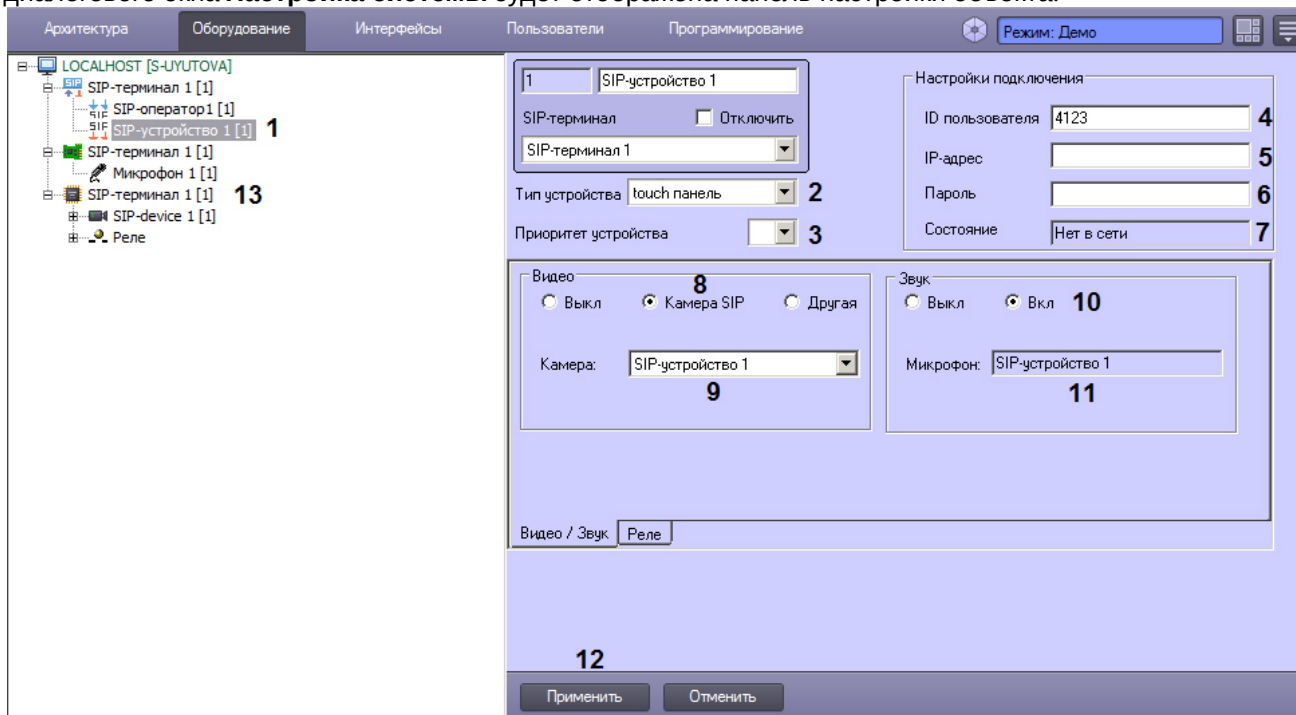 диалогового окна Настройка системы будет отображена панель настройки объекта.
Архитектура Оборудование Интерфейсы Пользователи Программирование Режим: Демо
LOCALHOST [S-UYUTOVA]
SIP-терминал 1 [1]
SIP-оператор1 [1]
SIP-устройство 1 [1] 1
SIP-терминал 1 [1]
Микрофон 1 [1]
SIP-терминал 1 [1] 13
SIP-device 1 [1]
Реле
1 SIP-устройство 1
SIP-терминал Отключить
SIP-терминал 1
Тип устройства touch панель 2
Приоритет устройства 3
Настройки подключения
ID пользователя 4123 4
IP-адрес 5
Пароль 6
Состояние Нет в сети 7
Видео 8
Выкл Камера SIP Другая
Камера: SIP-устройство 1
9
Звук
Выкл Вкл 10
Микрофон: SIP-устройство 1
11
Видео / Звук Реле
12
Применить Отменить